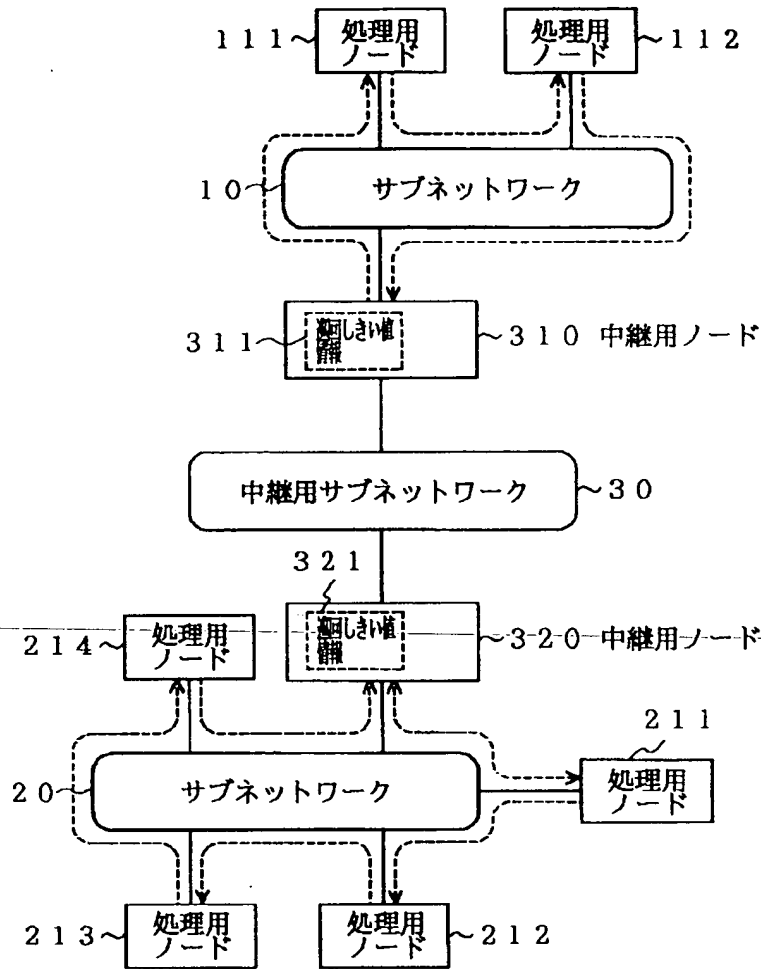 111
処理用
ノード
処理用
ノード
112
10
サブネットワーク
311
巡回しきい値
情報
310 中継用ノード
中継用サブネットワーク
30
321
巡回しきい値
情報
320 中継用ノード
214
処理用
ノード
211
処理用
ノード
20
サブネットワーク
213
処理用
ノード
処理用
ノード
212